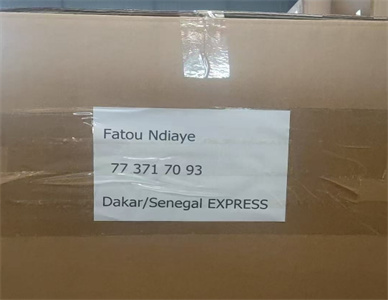 Fatou Ndiaye
77 371 70 93
Dakar/Senegal EXPRESS